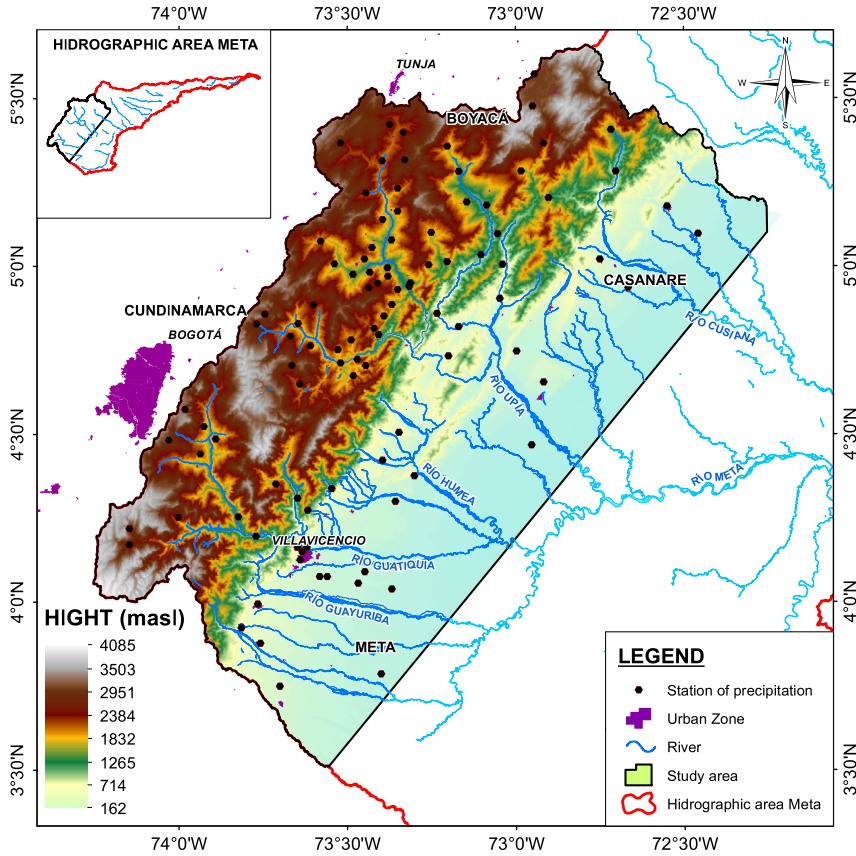 74°0'W 73°30'W 73°0'W 72°30'W
HIDROGRAPHIC AREA META
TUNJA
N
W E
S
5°30'N 5°30'N
BOYACÁ
5°0'N 5°0'N
CASANARE
CUNDINAMARCA
BOGOTÁ
RÍO CUSIANA
RÍO UPÍA
4°30'N 4°30'N
RÍO HUMEA
RÍO META
VILLAVICENCIO
RÍO GUATIQUIA
RÍO GUAYURIBA
4°0'N 4°0'N
HIGHT (masl)
4085
3503
2951
2384
1832
1265
714
162
META
LEGEND
Station of precipitation
Urban Zone
River
Study area
Hidrographic area Meta
3°30'N 3°30'N
74°0'W 73°30'W 73°0'W 72°30'W